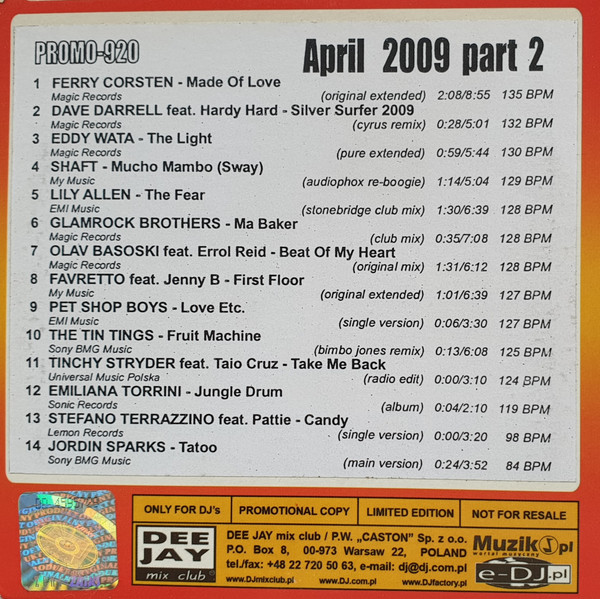 PROMO-920
April 2009 part 2
1 FERRY CORSTEN - Made Of Love
Magic Records (original extended) 2:08/8:55 135 BPM
2 DAVE DARRELL feat. Hardy Hard - Silver Surfer 2009
Magic Records (cyrus remix) 0:28/5:01 132 BPM
3 EDDY WATA - The Light
Magic Records (pure extended) 0:59/5:44 130 BPM
4 SHAFT - Mucho Mambo (Sway)
My Music (audiophox re-boogie) 1:14/5:04 129 BPM
5 LILY ALLEN - The Fear
EMI Music (stonebridge club mix) 1:30/6:39 128 BPM
6 GLAMROCK BROTHERS - Ma Baker
Magic Records (club mix) 0:35/7:08 128 BPM
7 OLAV BASOSKI feat. Errol Reid - Beat Of My Heart
Magic Records (original mix) 1:31/6:12 128 BPM
8 FAVRETTO feat. Jenny B - First Floor
My Music (original extended) 1:01/6:39 127 BPM
9 PET SHOP BOYS - Love Etc.
EMI Music (single version) 0:06/3:30 127 BPM
10 THE TIN TINGS - Fruit Machine
Sony BMG Music (bimbo jones remix) 0:13/6:08 125 BPM
11 TINCHY STRYDER feat. Taio Cruz - Take Me Back
Universal Music Polska (radio edit) 0:00/3:10 124 BPM
12 EMILIANA TORRINI - Jungle Drum
Sonic Records (album) 0:04/2:50 119 BPM
13 STEFANO TERRAZZINO feat. Pattie - Candy
Lemon Records (single version) 0:00/3:20 98 BPM
14 JORDIN SPARKS - Tatoo
Sony BMG Music (main version) 0:24/3:52 84 BPM
ONLY FOR DJ's PROMOTIONAL COPY LIMITED EDITION NOT FOR RESALE
DEE JAY mix club
DEE JAY mix club / P.W. „CASTON" Sp. z o.o.
P.O. Box 8, 00-973 Warsaw 22, POLAND
tel./fax: +48 22 720 50 63, e-mail: dj@dj.com.pl
www.DJmixclub.pl www.DJ.com.pl www.DJfactory.pl
Muzik.pl
wortal muzyczny
e-DJ.pl